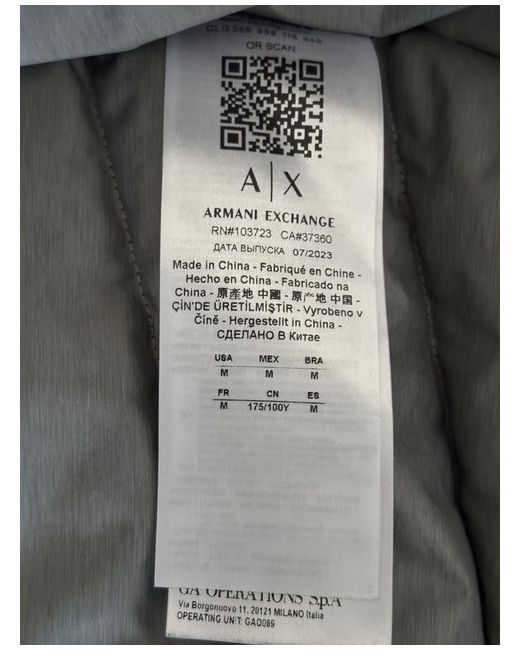 OR SCAN
A|X
ARMANI EXCHANGE
RN#103723 CA#37360
ДАТА ВЫПУСКА 07/2023
Made in China - Fabriqué en Chine -
Hecho en China - Fabricado na
China - 原產地 中國 - 原产地 中国 -
ÇİN'DE ÜRETİLMİŞTİR - Vyrobeno v
Číně - Hergestellt in China -
СДЕЛАНО В Китае
USA MEX BRA
M M M
FR CN ES
M 175/100Y M
GA OPERATIONS S.p.A
Via Borgonuovo 11, 20121 MILANO Italia
OPERATING UNIT: GAO089